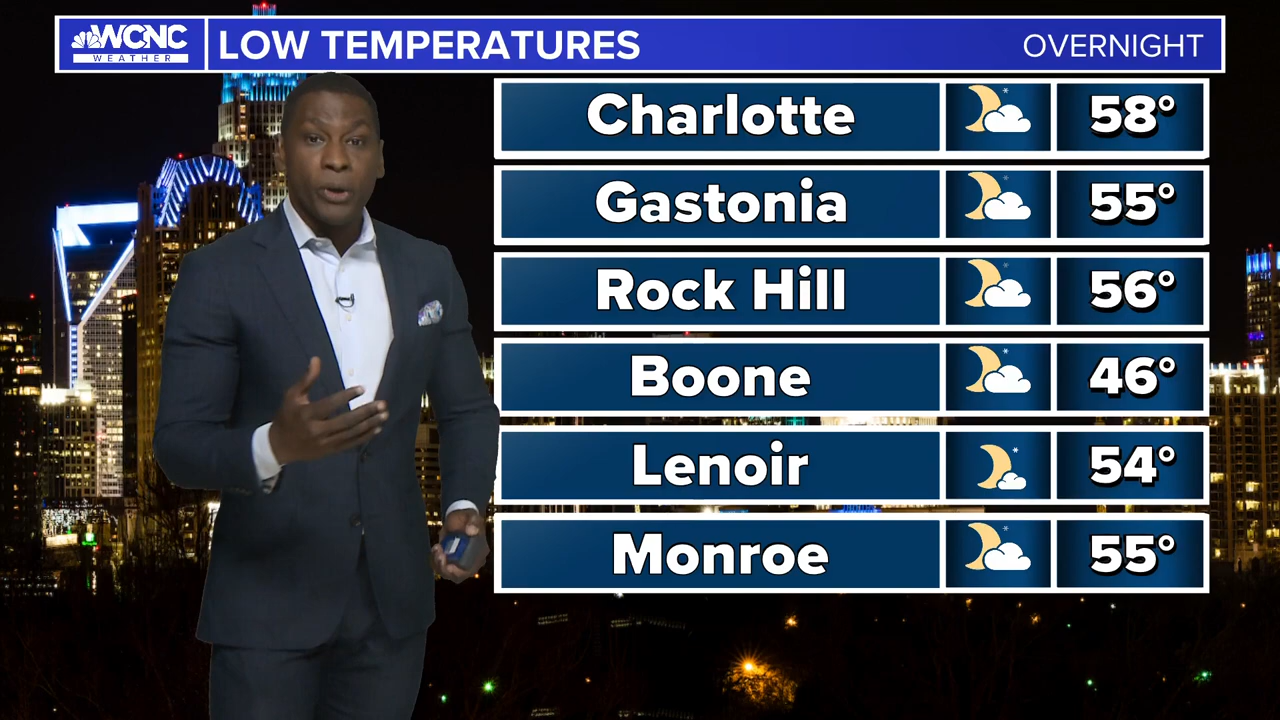 WCNC
WEATHER
LOW TEMPERATURES
OVERNIGHT
Charlotte 58°
Gastonia 55°
Rock Hill 56°
Boone 46°
Lenoir 54°
Monroe 55°